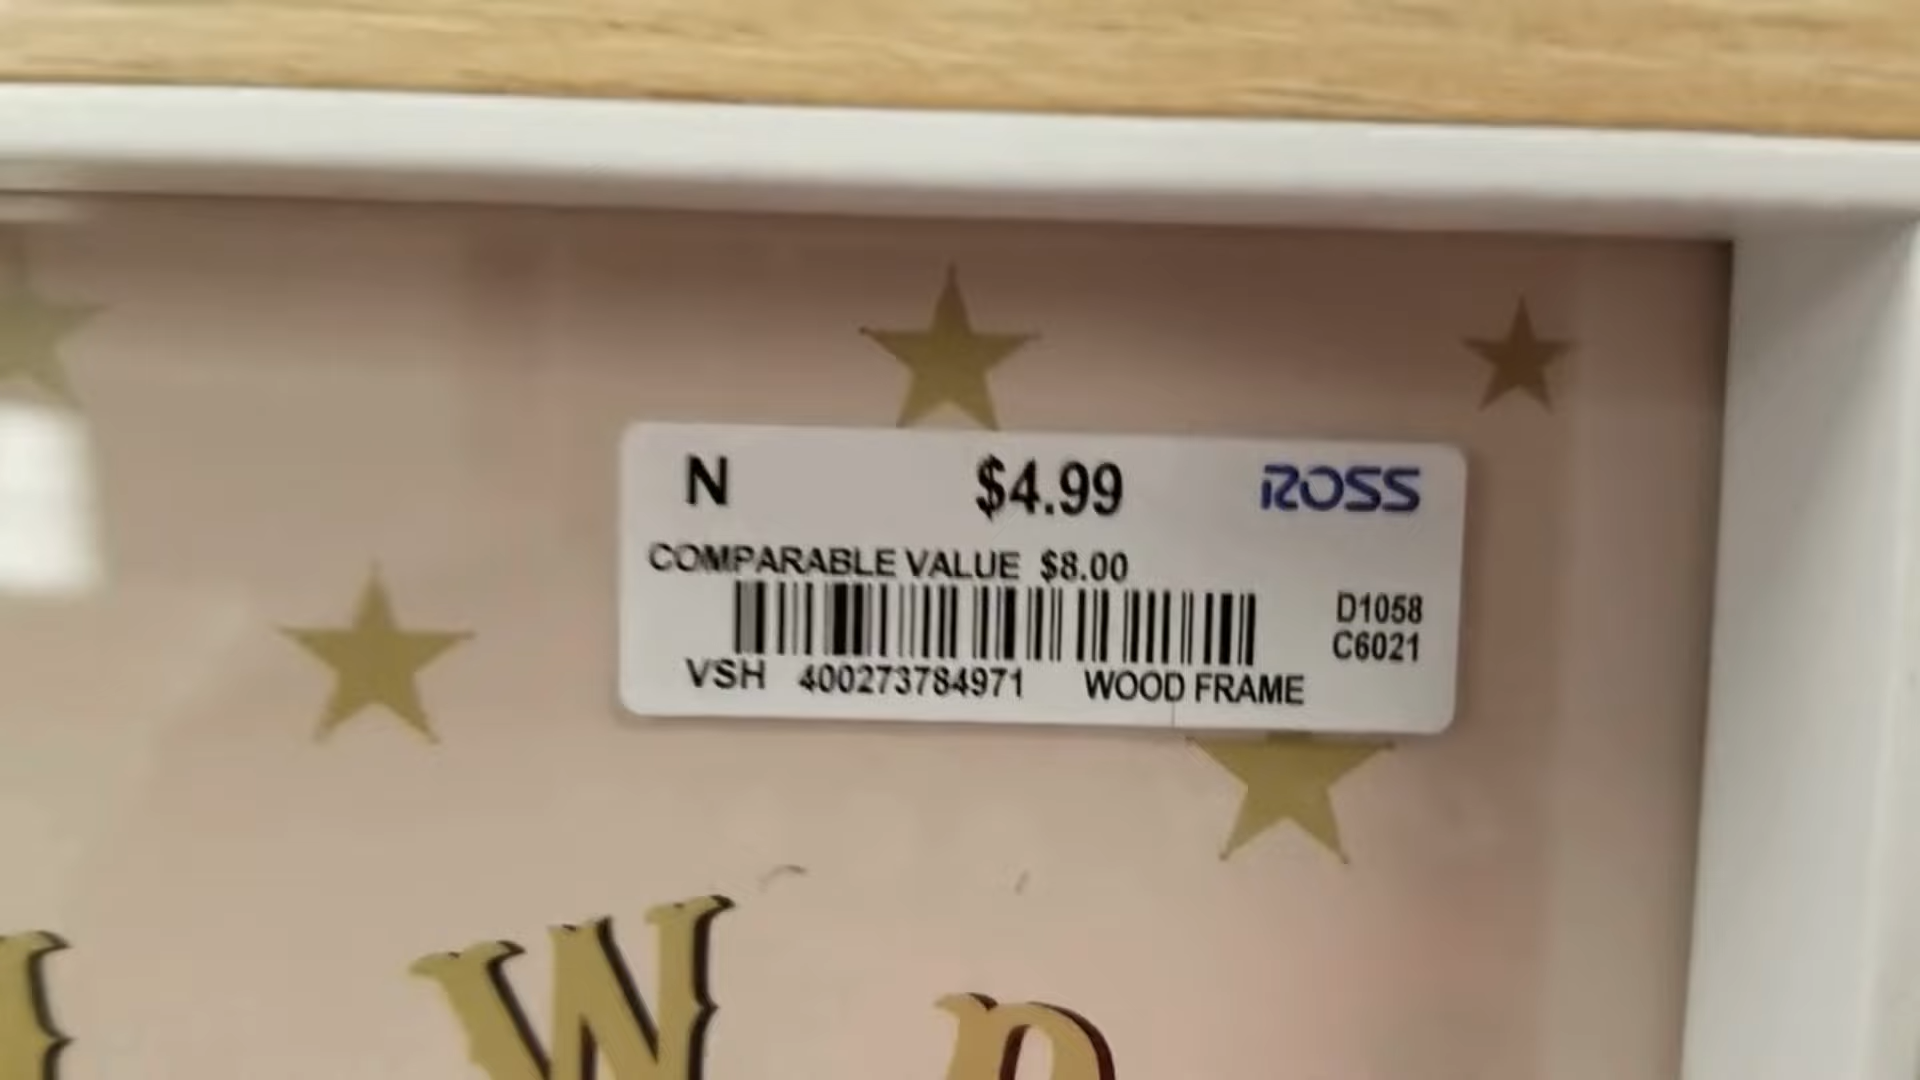 N $4.99 ROSS
COMPARABLE VALUE $8.00
D1058
C6021
VSH 400273784971 WOOD FRAME
W